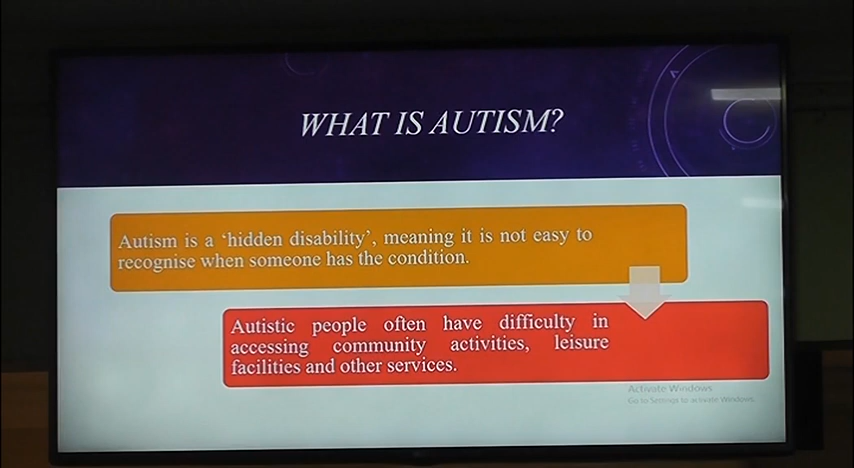 WHAT IS AUTISM?
Autism is a ‘hidden disability’, meaning it is not easy to
recognise when someone has the condition.
Autistic people often have difficulty in
accessing community activities, leisure
facilities and other services.
Activate Windows
Go to Settings to activate Windows.